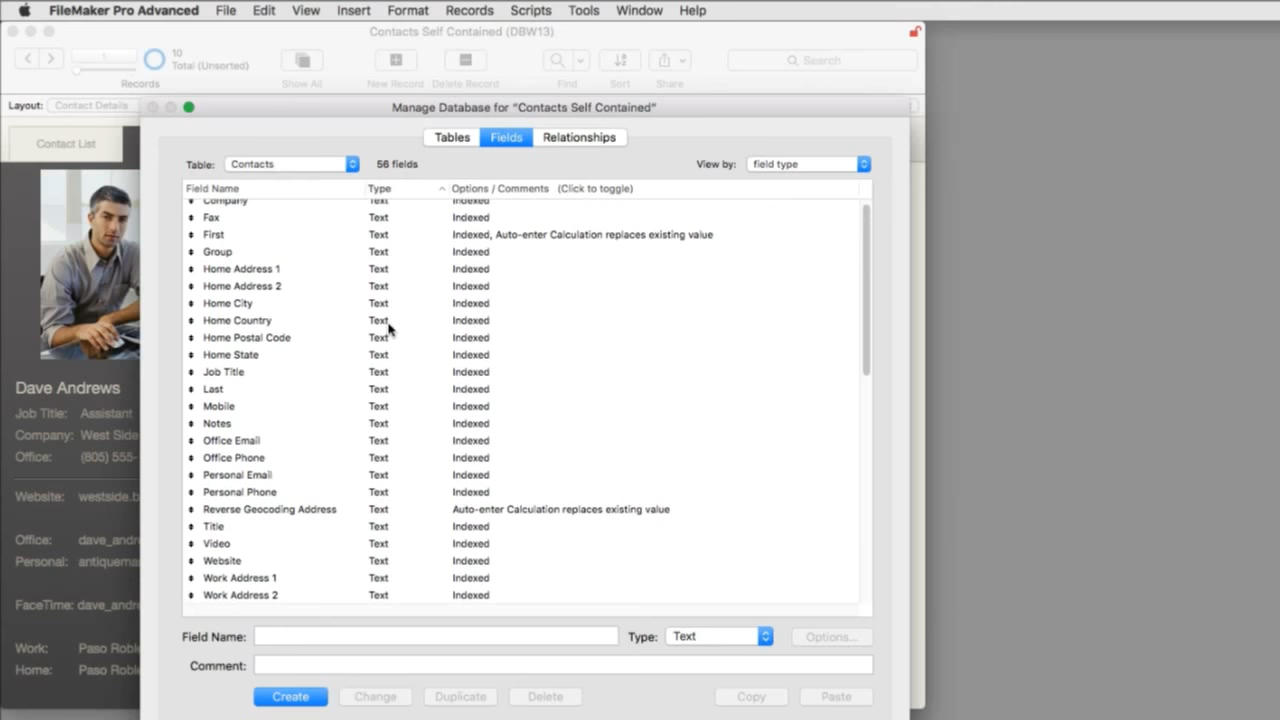 FileMaker Pro Advanced File Edit View Insert Format Records Scripts Tools Window Help
Contacts Self Contained (DBW13)
1
10
Total (Unsorted)
Search
Records Show All New Record Delete Record Find Sort Share
Layout: Contact Details
Manage Database for "Contacts Self Contained"
Contact List
Tables Fields Relationships
Table: Contacts 56 fields View by: field type
Field Name Type Options / Comments (Click to toggle)
Company Text Indexed
Fax Text Indexed
First Text Indexed, Auto-enter Calculation replaces existing value
Group Text Indexed
Home Address 1 Text Indexed
Home Address 2 Text Indexed
Home City Text Indexed
Home Country Text Indexed
Home Postal Code Text Indexed
Home State Text Indexed
Job Title Text Indexed
Last Text Indexed
Mobile Text Indexed
Notes Text Indexed
Office Email Text Indexed
Office Phone Text Indexed
Personal Email Text Indexed
Personal Phone Text Indexed
Reverse Geocoding Address Text Auto-enter Calculation replaces existing value
Title Text Indexed
Video Text Indexed
Website Text Indexed
Work Address 1 Text Indexed
Work Address 2 Text Indexed
Dave Andrews
Job Title: Assistant
Company: West Side
Office: (805) 555-
Website: westside.b
Office: dave_andr
Personal: antiquema
FaceTime: dave_andr
Work: Paso Robl
Home: Paso Robl
Field Name: Type: Text Options...
Comment:
Create Change Duplicate Delete Copy Paste